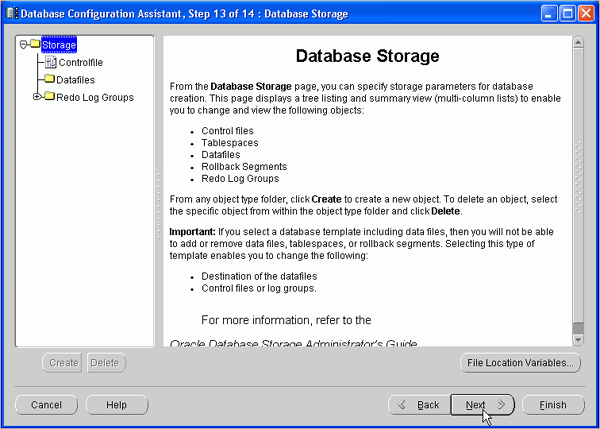 Database Configuration Assistant, Step 13 of 14 : Database Storage
Storage
Controlfile
Datafiles
Redo Log Groups
Database Storage
From the Database Storage page, you can specify storage parameters for database
creation. This page displays a tree listing and summary view (multi-column lists) to enable
you to change and view the following objects:
• Control files
• Tablespaces
• Datafiles
• Rollback Segments
• Redo Log Groups
From any object type folder, click Create to create a new object. To delete an object, select
the specific object from within the object type folder and click Delete.
Important: If you select a database template including data files, then you will not be able
to add or remove data files, tablespaces, or rollback segments. Selecting this type of
template enables you to change the following:
• Destination of the datafiles
• Control files or log groups.
For more information, refer to the
Oracle Database Storage Administrator's Guide
Create Delete
File Location Variables...
Cancel Help Back Next Finish